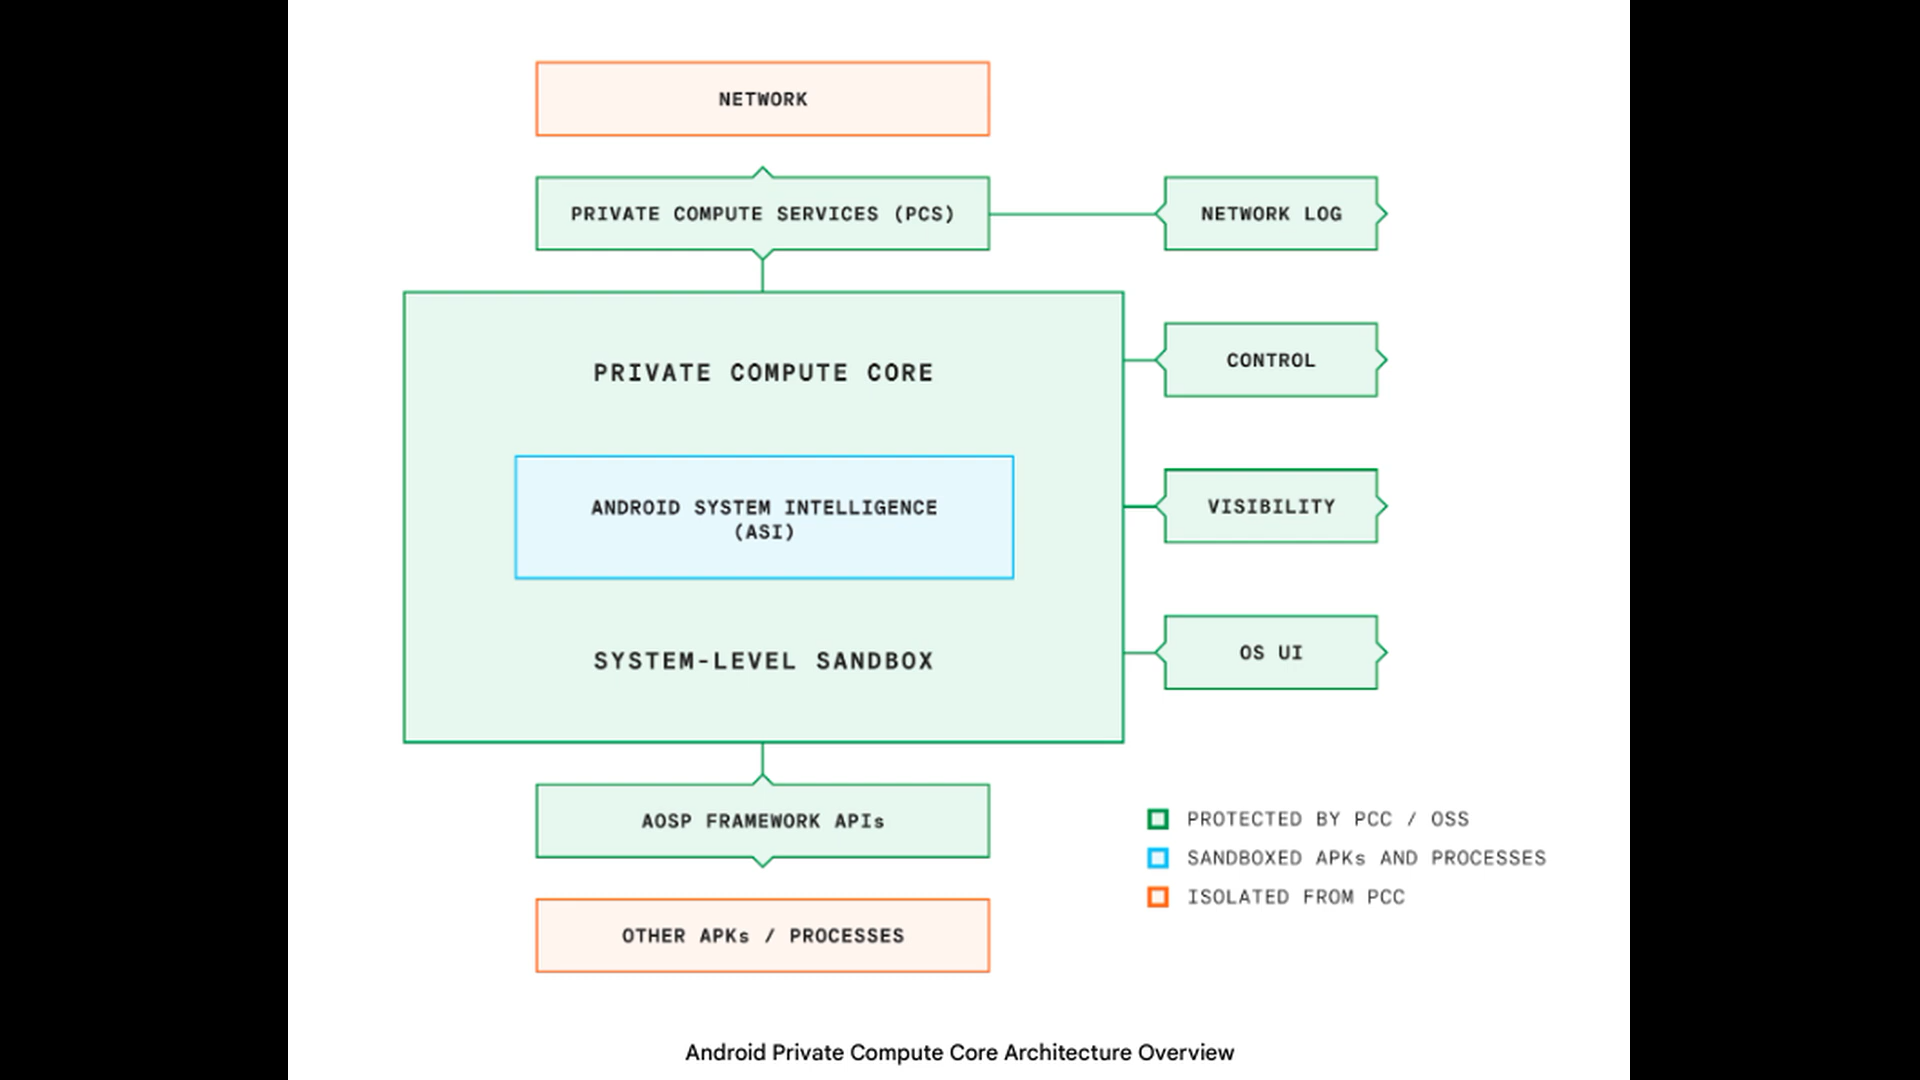 NETWORK
PRIVATE COMPUTE SERVICES (PCS)
NETWORK LOG
PRIVATE COMPUTE CORE
CONTROL
ANDROID SYSTEM INTELLIGENCE
(ASI)
VISIBILITY
SYSTEM-LEVEL SANDBOX
OS UI
AOSP FRAMEWORK APIs
OTHER APKs / PROCESSES
PROTECTED BY PCC / OSS
SANDBOXED APKs AND PROCESSES
ISOLATED FROM PCC
Android Private Compute Core Architecture Overview